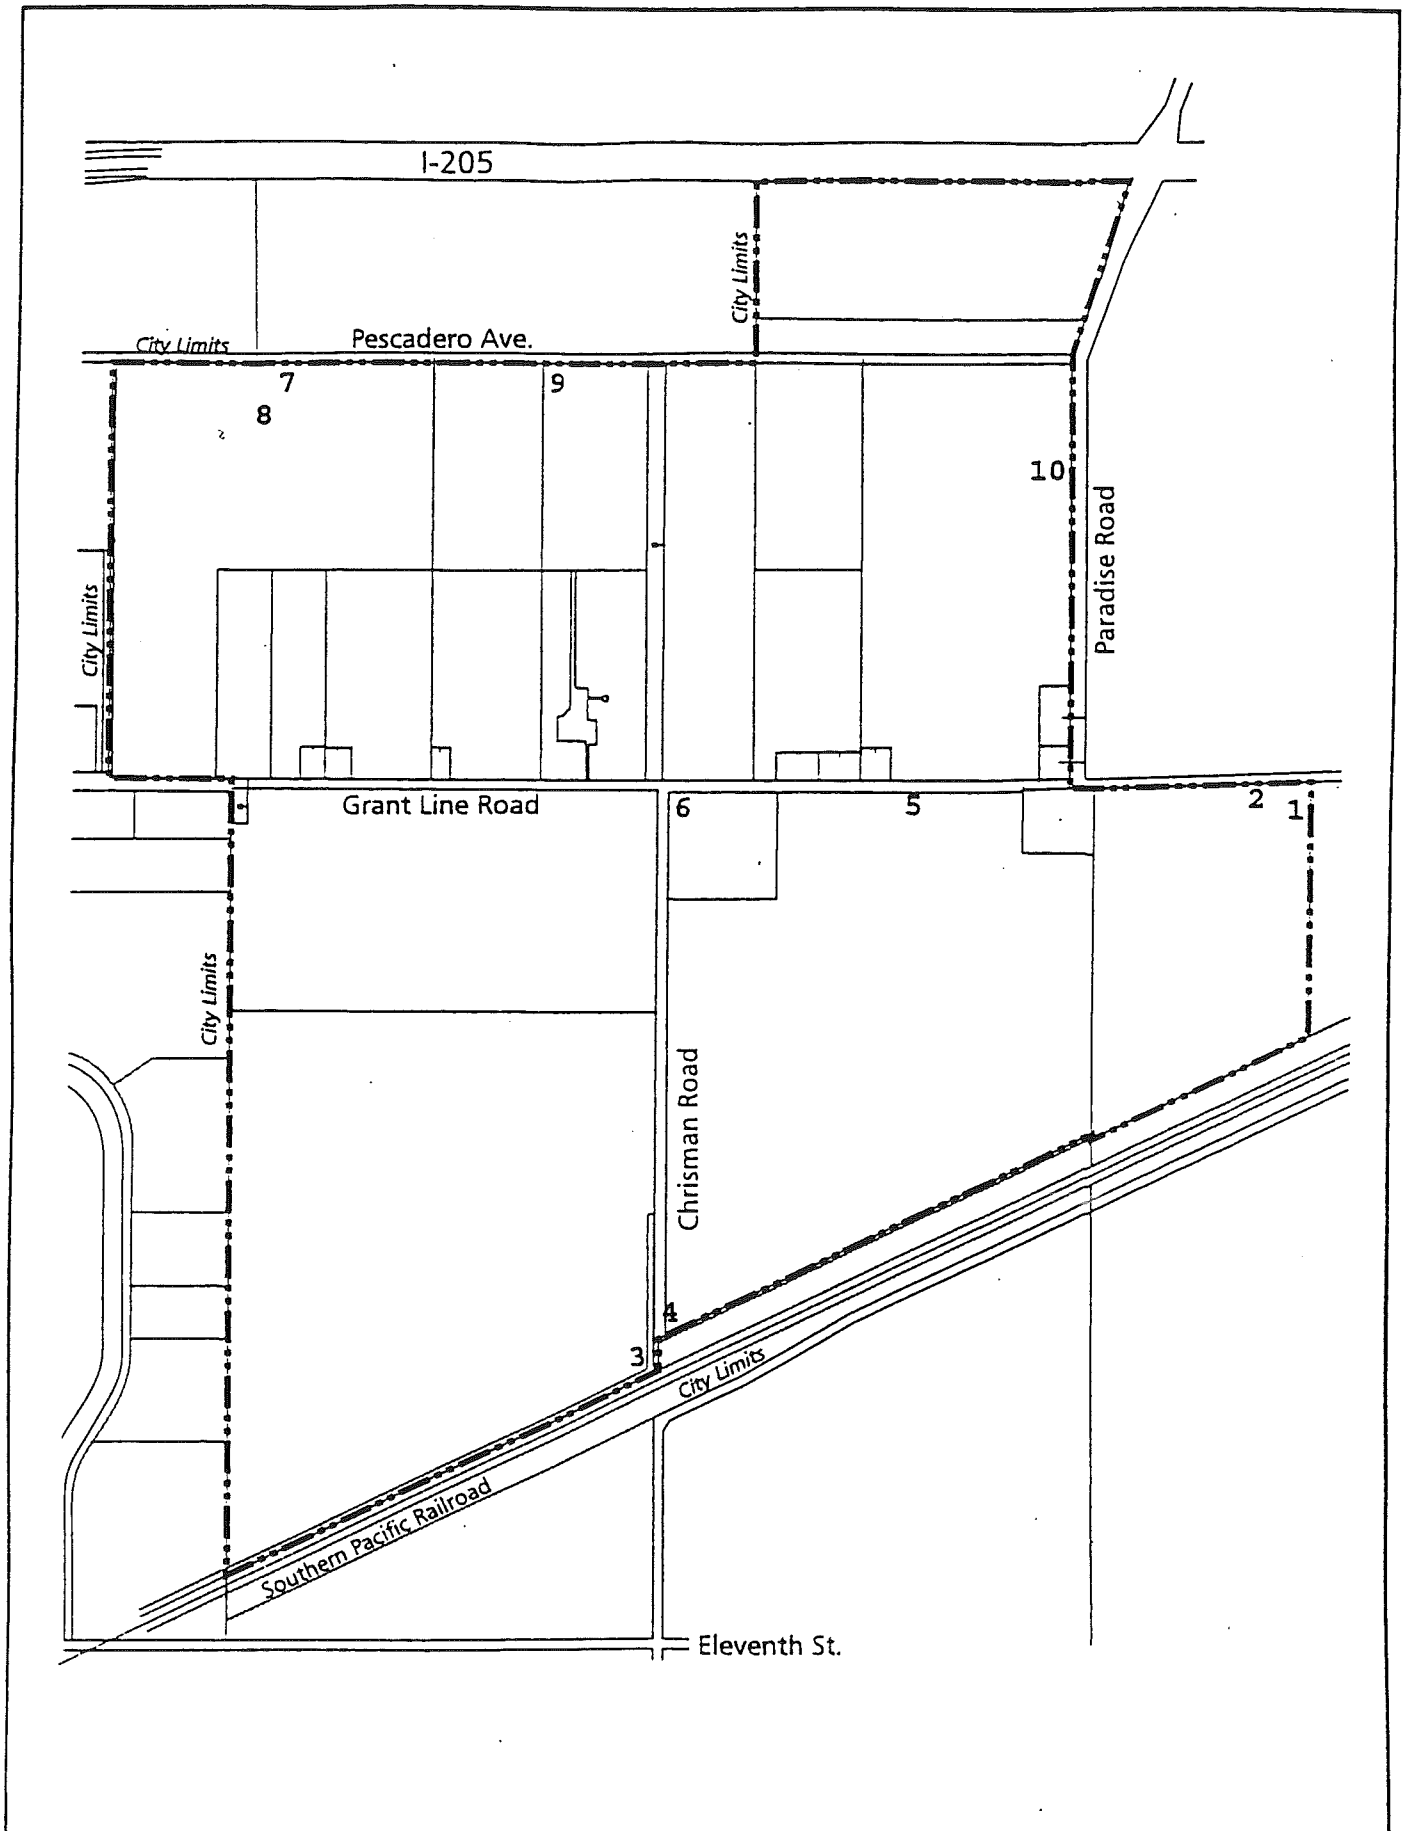 I-205
City Limits
City Limits
Pescadero Ave.
7
9
8
10
Paradise Road
City Limits
Grant Line Road
6
5
2
1
City Limits
Chrisman Road
4
3
City Limits
Southern Pacific Railroad
Eleventh St.